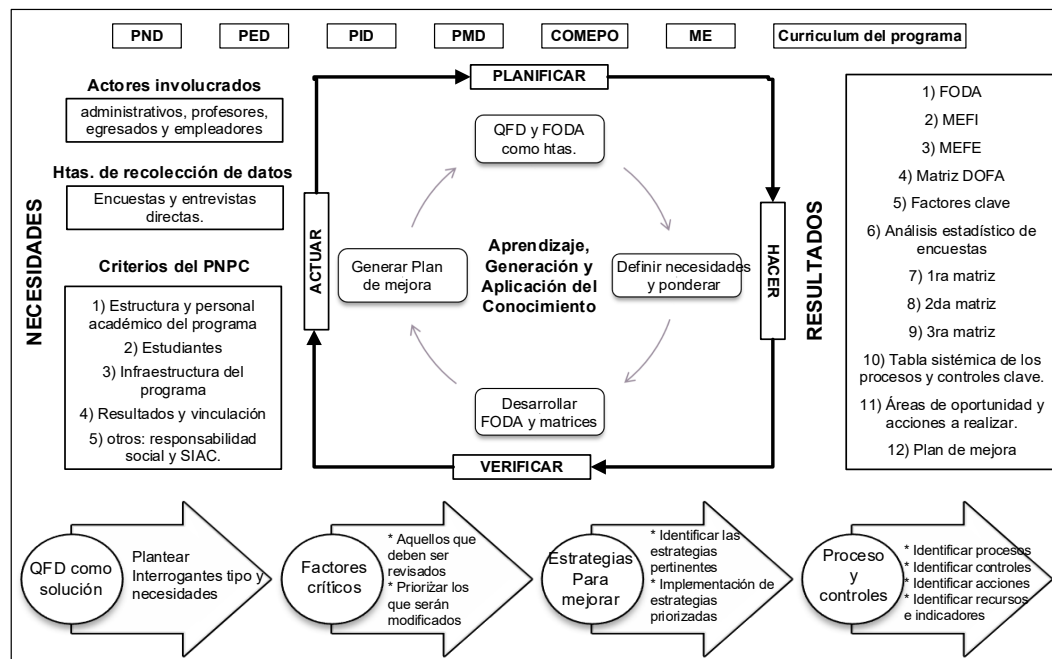 PND PED PID PMD COMEPO ME Curriculum del programa
NECESIDADES
Actores involucrados
administrativos, profesores,
egresados y empleadores
Htas. de recolección de datos
Encuestas y entrevistas
directas.
Criterios del PNPC
1) Estructura y personal
académico del programa
2) Estudiantes
3) Infraestructura del
programa
4) Resultados y vinculación
5) otros: responsabilidad
social y SIAC.
PLANIFICAR
HACER
VERIFICAR
ACTUAR
QFD y FODA
como htas.
Definir necesidades
y ponderar
Desarrollar
FODA y matrices
Generar Plan
de mejora
Aprendizaje,
Generación y
Aplicación del
Conocimiento
RESULTADOS
1) FODA
2) MEFI
3) MEFE
4) Matriz DOFA
5) Factores clave
6) Análisis estadístico de
encuestas
7) 1ra matriz
8) 2da matriz
9) 3ra matriz
10) Tabla sistémica de los
procesos y controles clave.
11) Áreas de oportunidad y
acciones a realizar.
12) Plan de mejora
QFD como
solución
Plantear
Interrogantes tipo y
necesidades
Factores
críticos
* Aquellos que
deben ser
revisados
* Priorizar los
que serán
modificados
Estrategias
Para
mejorar
* Identificar las
estrategias
pertinentes
* Implementación de
estrategias
priorizadas
Proceso
y
controles
* Identificar procesos
* Identificar controles
* Identificar acciones
* Identificar recursos
e indicadores